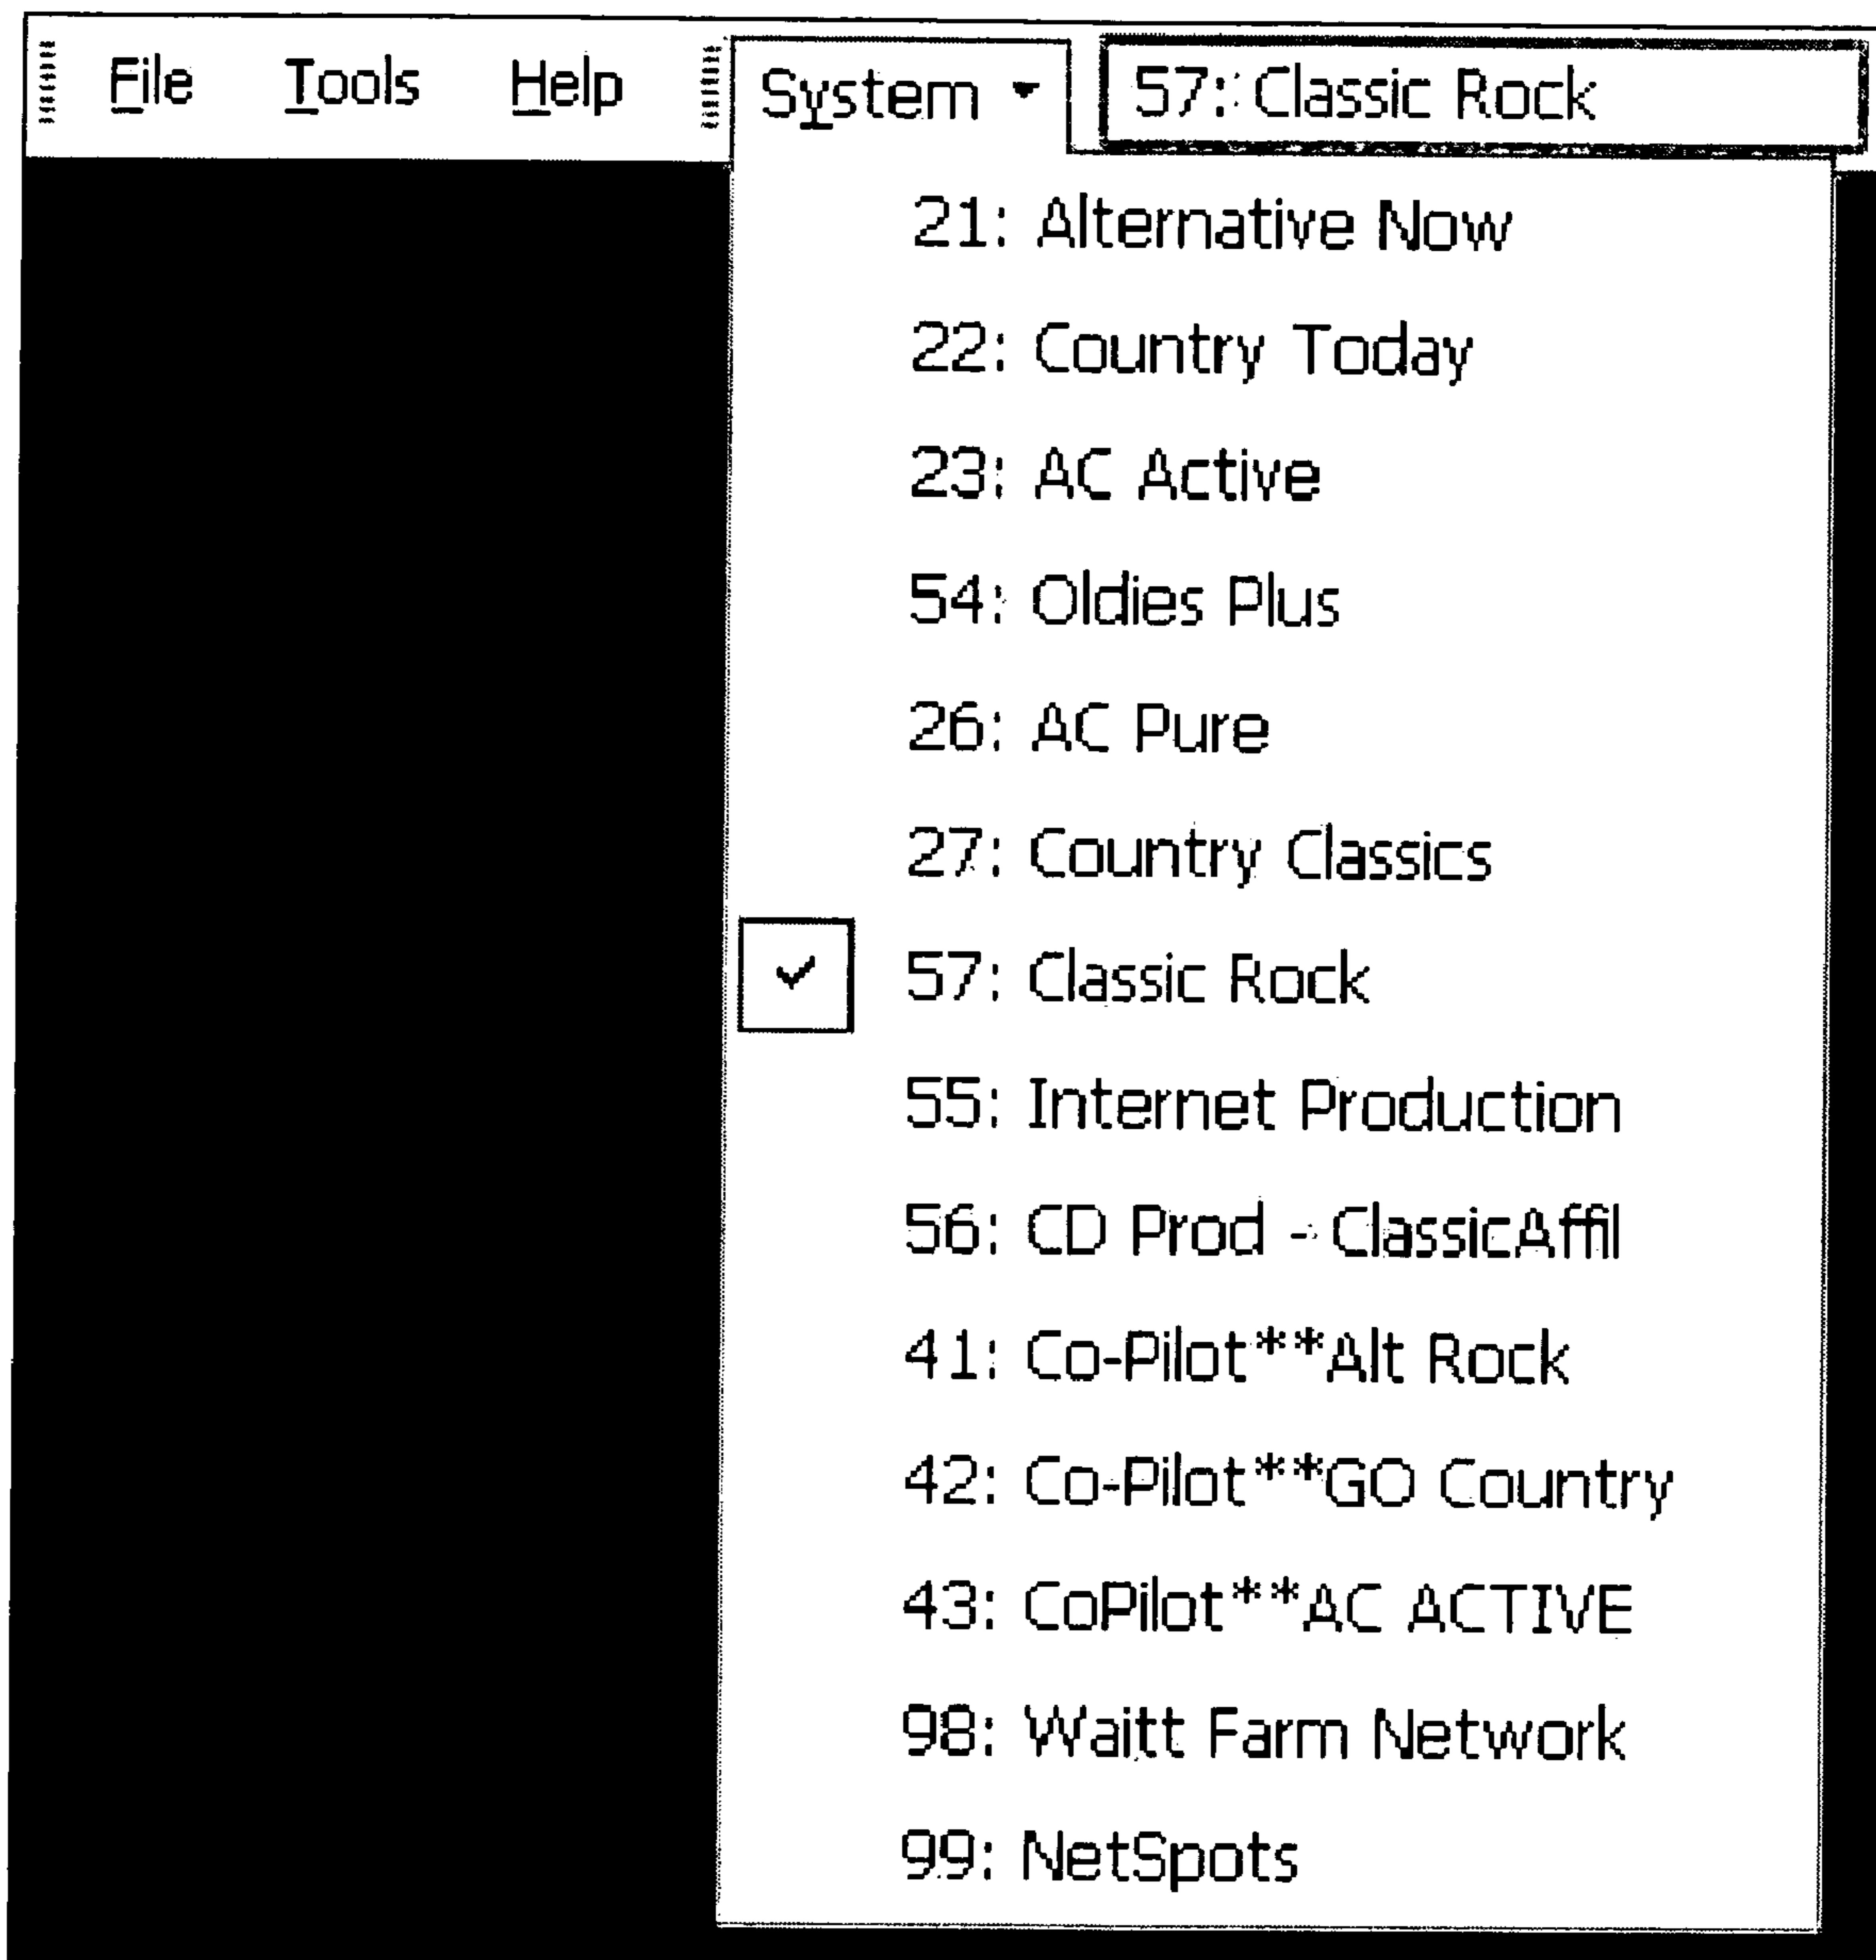 File Tools Help System 57: Classic Rock
21: Alternative Now
22: Country Today
23: AC Active
54: Oldies Plus
26: AC Pure
27: Country Classics
57: Classic Rock
55: Internet Production
56: CD Prod - ClassicAffil
41: Co-Pilot**Alt Rock
42: Co-Pilot**GO Country
43: CoPilot**AC ACTIVE
98: Waitt Farm Network
99: NetSpots